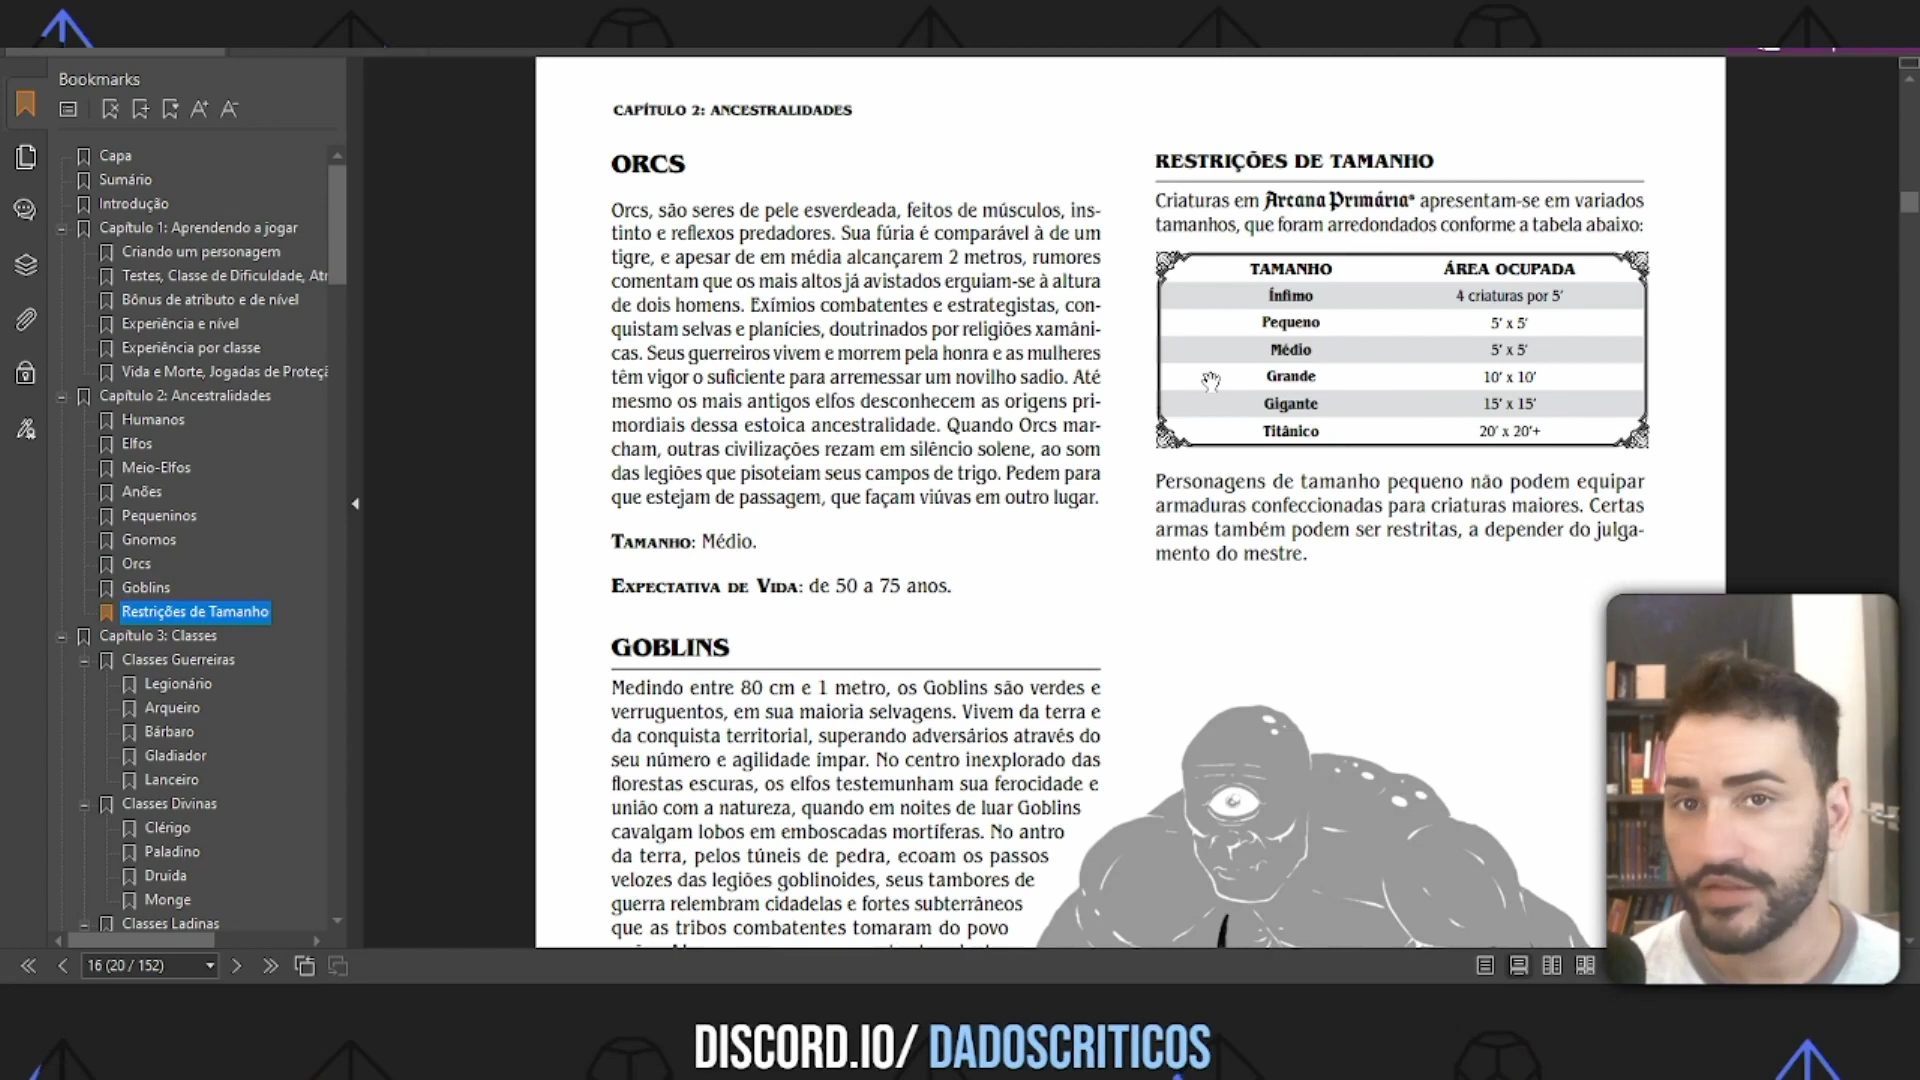 Bookmarks
Capa
Sumário
Introdução
Capítulo 1: Aprendendo a jogar
Criando um personagem
Testes, Classe de Dificuldade, Atr
Bônus de atributo e de nível
Experiência e nível
Experiência por classe
Vida e Morte, Jogadas de Proteçã
Capítulo 2: Ancestralidades
Humanos
Elfos
Meio-Elfos
Anões
Pequeninos
Gnomos
Orcs
Goblins
Restrições de Tamanho
Capítulo 3: Classes
Classes Guerreiras
Legionário
Arqueiro
Bárbaro
Gladiador
Lanceiro
Classes Divinas
Clérigo
Paladino
Druida
Monge
Classes Ladinas
16 (20 / 152)
CAPÍTULO 2: ANCESTRALIDADES
ORCS
Orcs, são seres de pele esverdeada, feitos de músculos, ins-
tinto e reflexos predadores. Sua fúria é comparável à de um
tigre, e apesar de em média alcançarem 2 metros, rumores
comentam que os mais altos já avistados erguiam-se à altura
de dois homens. Exímios combatentes e estrategistas, con-
quistam selvas e planícies, doutrinados por religiões xamâni-
cas. Seus guerreiros vivem e morrem pela honra e as mulheres
têm vigor o suficiente para arremessar um novilho sadio. Até
mesmo os mais antigos elfos desconhecem as origens pri-
mordiais dessa estoica ancestralidade. Quando Orcs mar-
cham, outras civilizações rezam em silêncio solene, ao som
das legiões que pisoteiam seus campos de trigo. Pedem para
que estejam de passagem, que façam viúvas em outro lugar.
TAMANHO: Médio.
EXPECTATIVA DE VIDA: de 50 a 75 anos.
GOBLINS
Medindo entre 80 cm e 1 metro, os Goblins são verdes e
verruguentos, em sua maioria selvagens. Vivem da terra e
da conquista territorial, superando adversários através do
seu número e agilidade ímpar. No centro inexplorado das
florestas escuras, os elfos testemunham sua ferocidade e
união com a natureza, quando em noites de luar Goblins
cavalgam lobos em emboscadas mortíferas. No antro
da terra, pelos túneis de pedra, ecoam os passos
velozes das legiões goblinoides, seus tambores de
guerra relembram cidadelas e fortes subterrâneos
que as tribos combatentes tomaram do povo
RESTRIÇÕES DE TAMANHO
Criaturas em Arcana Primária® apresentam-se em variados
tamanhos, que foram arredondados conforme a tabela abaixo:
TAMANHO ÁREA OCUPADA
Ínfimo 4 criaturas por 5'
Pequeno 5' x 5'
Médio 5' x 5'
Grande 10' x 10'
Gigante 15' x 15'
Titânico 20' x 20'+
Personagens de tamanho pequeno não podem equipar
armaduras confeccionadas para criaturas maiores. Certas
armas também podem ser restritas, a depender do julga-
mento do mestre.
DISCORD.IO/ DADOSCRITICOS